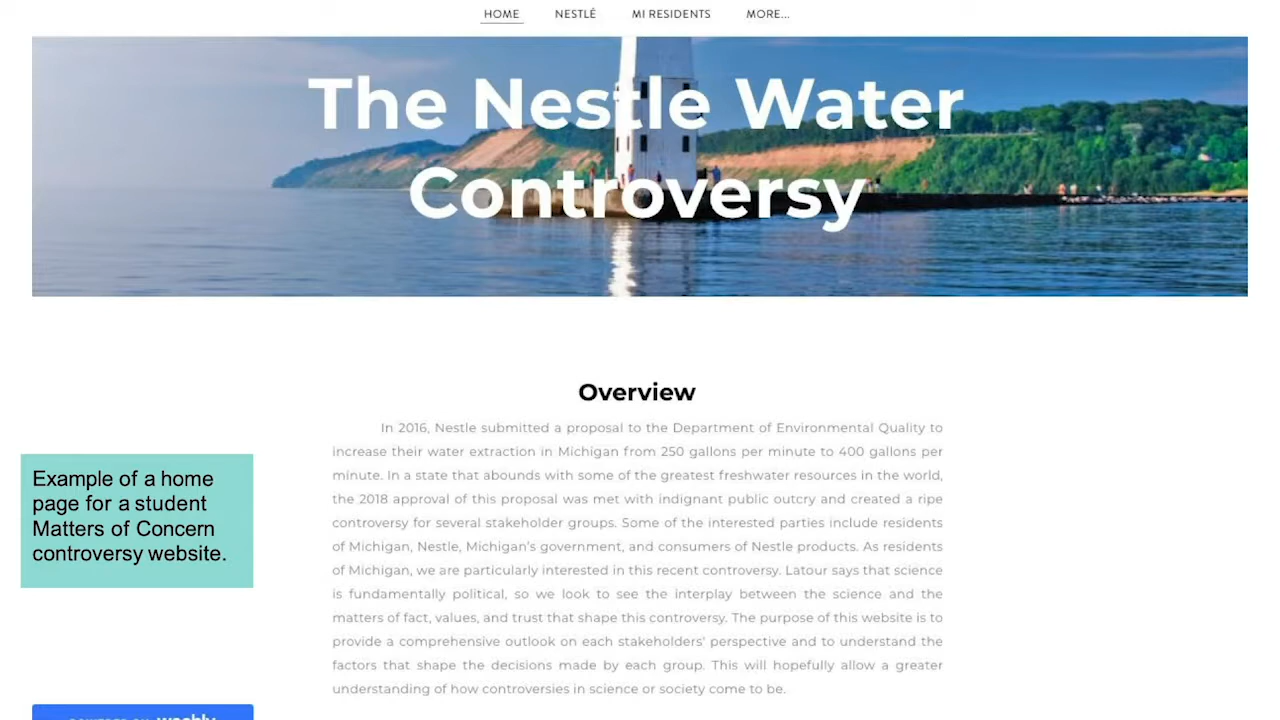 HOME NESTLÉ MI RESIDENTS MORE...
The Nestle Water
Controversy
Overview
In 2016, Nestle submitted a proposal to the Department of Environmental Quality to
increase their water extraction in Michigan from 250 gallons per minute to 400 gallons per
minute. In a state that abounds with some of the greatest freshwater resources in the world,
the 2018 approval of this proposal was met with indignant public outcry and created a ripe
controversy for several stakeholder groups. Some of the interested parties include residents
of Michigan, Nestle, Michigan's government, and consumers of Nestle products. As residents
of Michigan, we are particularly interested in this recent controversy. Latour says that science
is fundamentally political, so we look to see the interplay between the science and the
matters of fact, values, and trust that shape this controversy. The purpose of this website is to
provide a comprehensive outlook on each stakeholders' perspective and to understand the
factors that shape the decisions made by each group. This will hopefully allow a greater
understanding of how controversies in science or society come to be.
Example of a home
page for a student
Matters of Concern
controversy website.
weebly